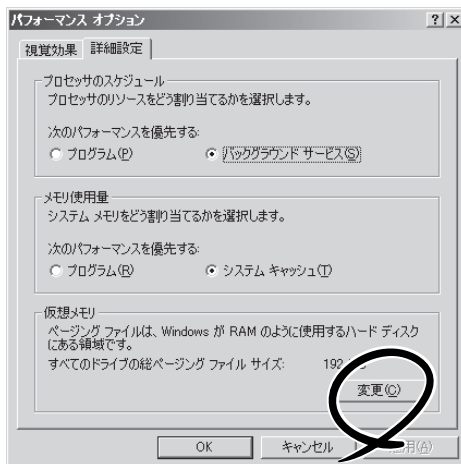 パフォーマンス オプション
視覚効果 詳細設定
プロセッサのスケジュール
プロセッサのリソースをどう割り当てるかを選択します。
次のパフォーマンスを優先する:
プログラム(P) バックグラウンド サービス(S)
メモリ使用量
システム メモリをどう割り当てるかを選択します。
次のパフォーマンスを優先する:
プログラム(R) システム キャッシュ(T)
仮想メモリ
ページング ファイルは、Windows が RAM のように使用するハード ディスク
にある領域です。
すべてのドライブの総ページング ファイル サイズ: 192
変更(C)
OK キャンセル